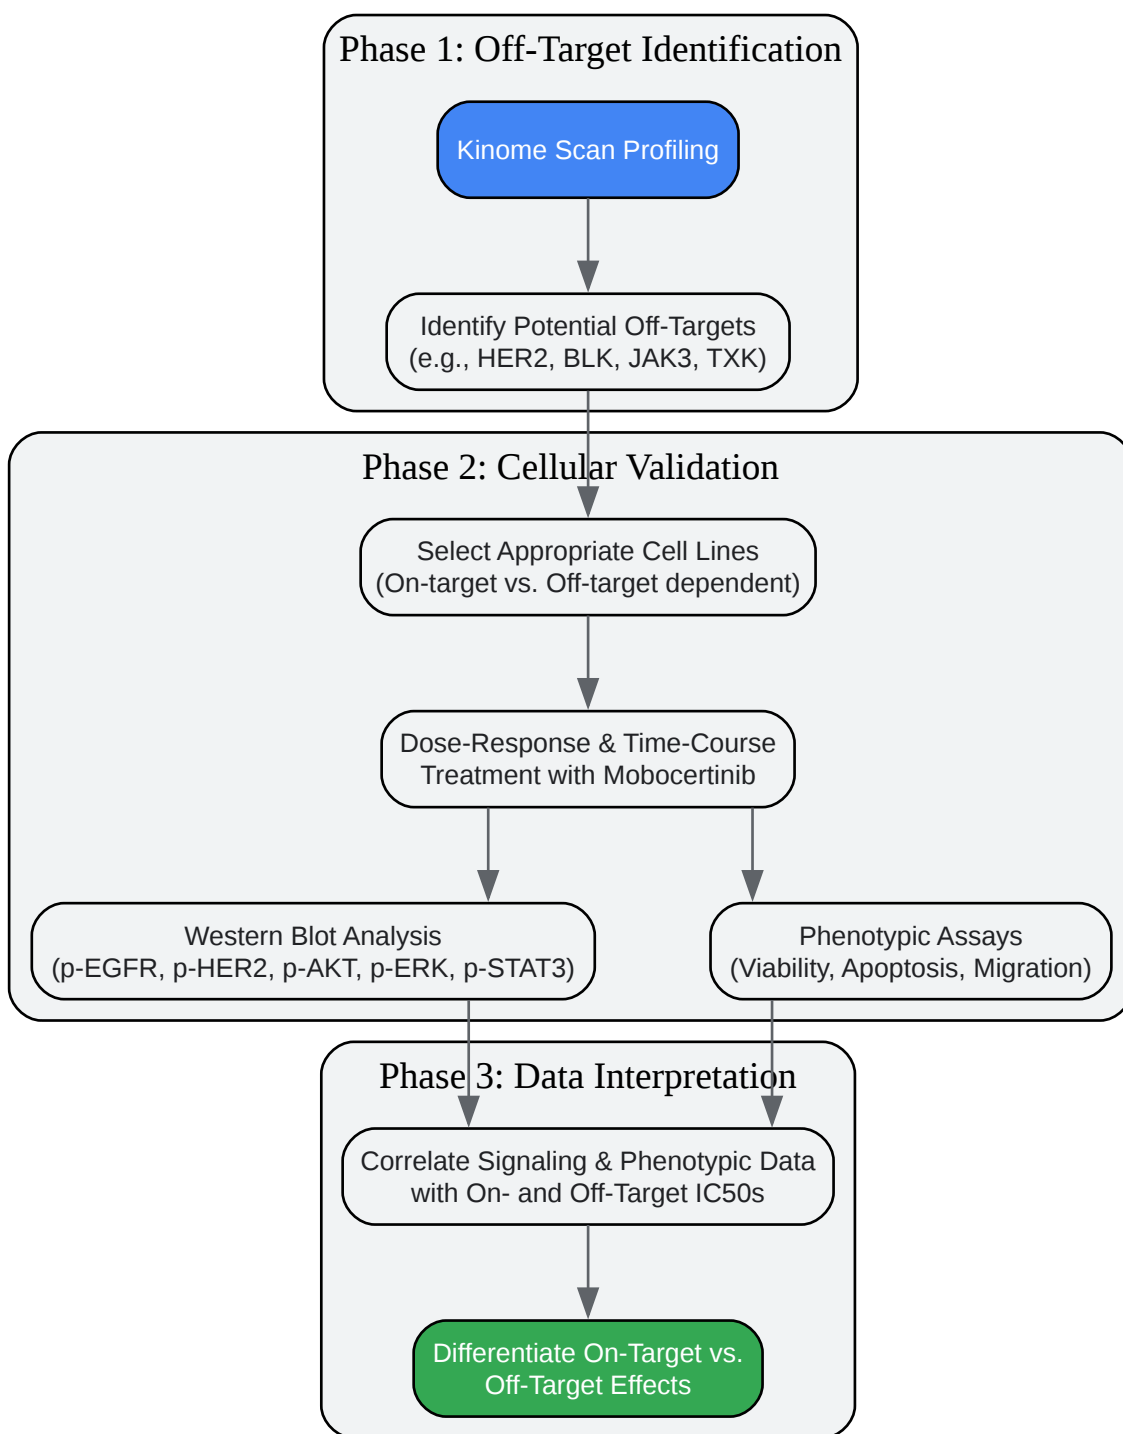 Phase 1: Off-Target Identification
Kinome Scan Profiling
Identify Potential Off-Targets
(e.g., HER2, BLK, JAK3, TXK)
Phase 2: Cellular Validation
Select Appropriate Cell Lines
(On-target vs. Off-target dependent)
Dose-Response & Time-Course
Treatment with Mobocertinib
Western Blot Analysis
(p-EGFR, p-HER2, p-AKT, p-ERK, p-STAT3)
Phenotypic Assays
(Viability, Apoptosis, Migration)
Phase 3: Data Interpretation
Correlate Signaling & Phenotypic Data
with On- and Off-Target IC50s
Differentiate On-Target vs.
Off-Target Effects